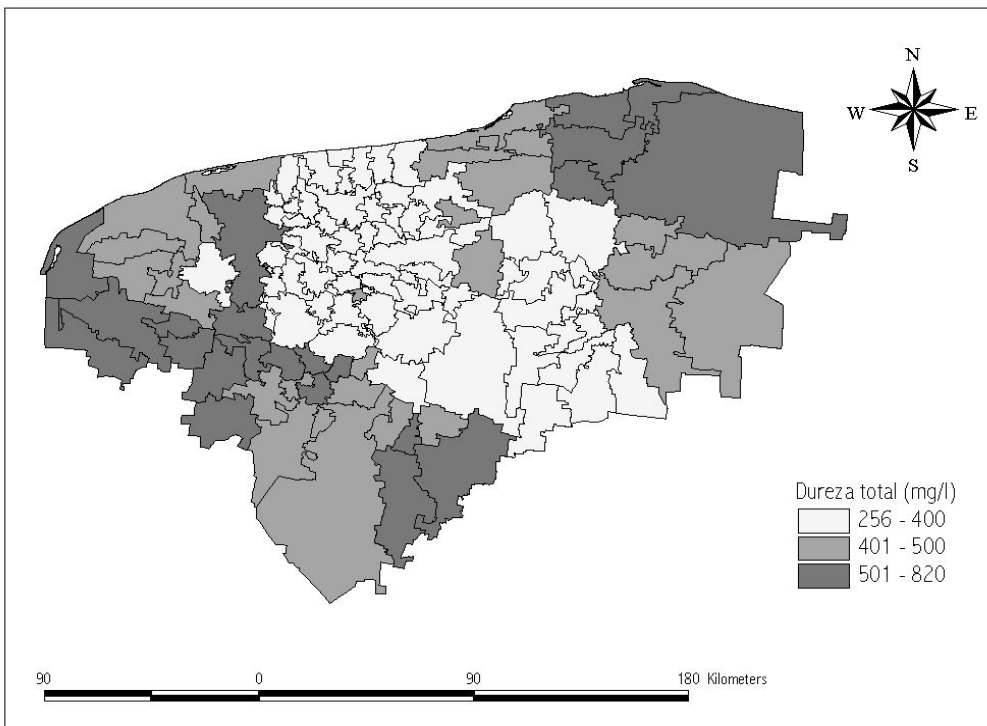 N
W E
S
Dureza total (mg/l)
256 - 400
401 - 500
501 - 820
90 0 90 180 Kilometers